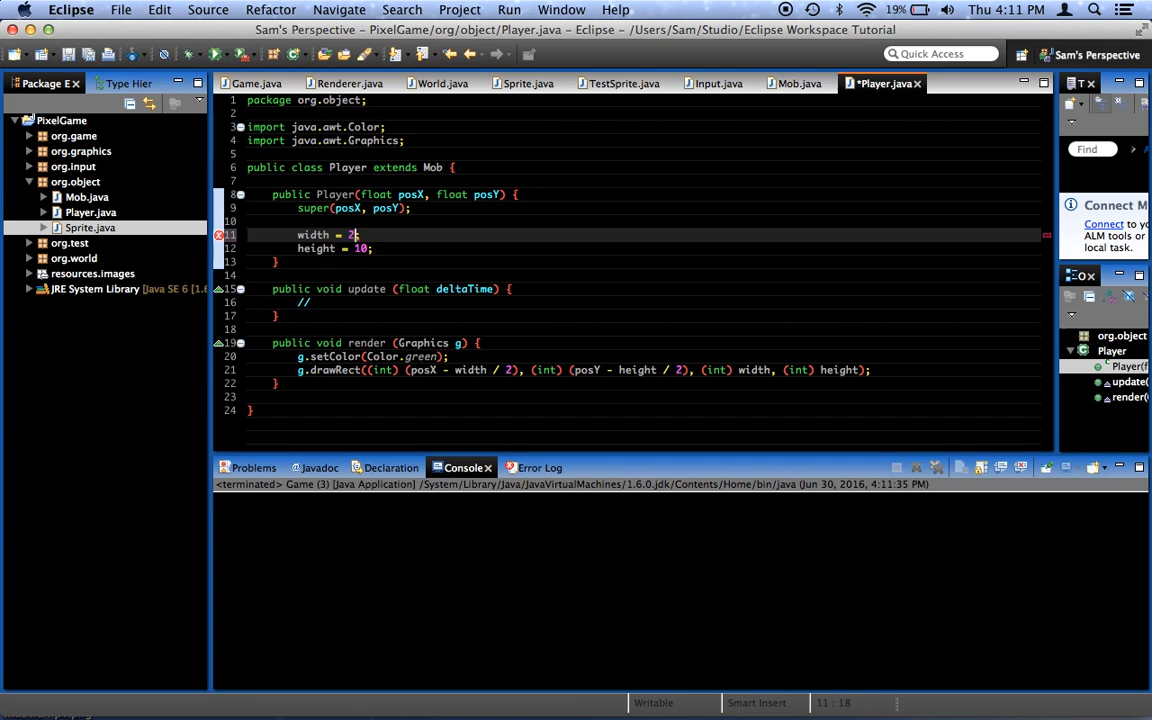 Eclipse File Edit Source Refactor Navigate Search Project Run Window Help 19% Thu 4:11 PM
Sam's Perspective - PixelGame/org/object/Player.java - Eclipse - /Users/Sam/Studio/Eclipse Workspace Tutorial
Quick Access Sam's Perspective
Package E Type Hier Game.java Renderer.java World.java Sprite.java TestSprite.java Input.java Mob.java *Player.java T
PixelGame
org.game
org.graphics
org.input
org.object
Mob.java
Player.java
Sprite.java
org.test
org.world
resources.images
JRE System Library [Java SE 6 [1.6
1 package org.object;
2
3 import java.awt.Color;
4 import java.awt.Graphics;
5
6 public class Player extends Mob {
7
8 public Player(float posX, float posY) {
9 super(posX, posY);
10
11 width = 2;
12 height = 10;
13 }
14
15 public void update (float deltaTime) {
16 //
17 }
18
19 public void render (Graphics g) {
20 g.setColor(Color.green);
21 g.drawRect((int) (posX - width / 2), (int) (posY - height / 2), (int) width, (int) height);
22 }
23
24 }
Find
Connect M
Connect to y
ALM tools or
local task.
O
org.object
Player
Player(f
update(
render(
Problems Javadoc Declaration Console Error Log
<terminated> Game (3) [Java Application] /System/Library/Java/JavaVirtualMachines/1.6.0.jdk/Contents/Home/bin/java (Jun 30, 2016, 4:11:35 PM)
Writable Smart Insert 11 : 18